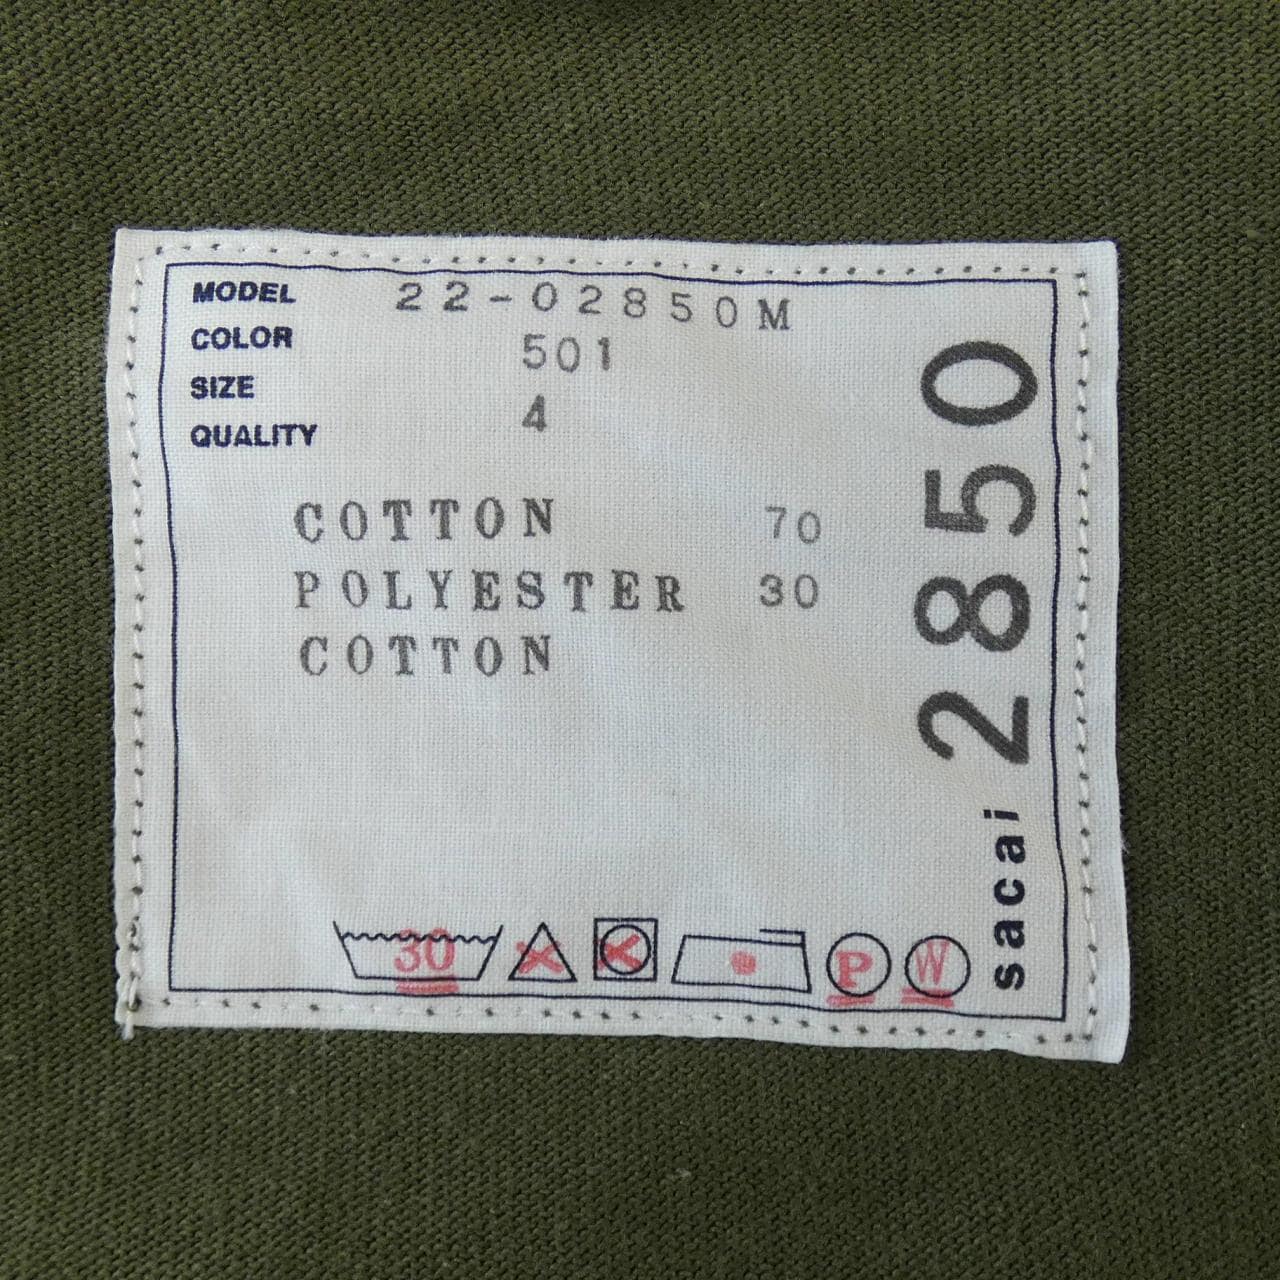 MODEL 22-02850M
COLOR 501
SIZE 4
QUALITY
COTTON 70
POLYESTER 30
COTTON
30
P
W
sacai 2850